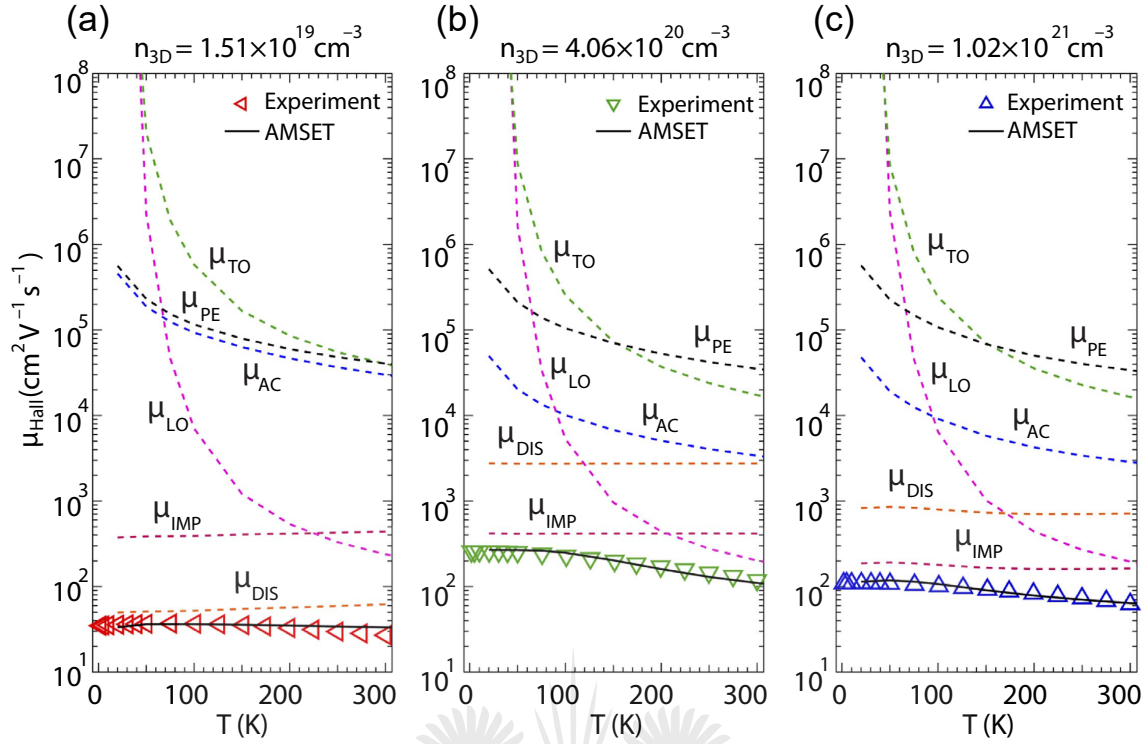 (a)
n3D = 1.51×10^19 cm^−3
μHall (cm^2 V^−1 s^−1)
10^8
10^7
10^6
10^5
10^4
10^3
10^2
10^1
Experiment
AMSET
μTO
μPE
μAC
μLO
μIMP
μDIS
0 100 200 300
T (K)
(b)
n3D = 4.06×10^20 cm^−3
10^8
10^7
10^6
10^5
10^4
10^3
10^2
10^1
Experiment
AMSET
μTO
μPE
μLO
μAC
μDIS
μIMP
0 100 200 300
T (K)
(c)
n3D = 1.02×10^21 cm^−3
10^8
10^7
10^6
10^5
10^4
10^3
10^2
10^1
Experiment
AMSET
μTO
μPE
μLO
μAC
μDIS
μIMP
0 100 200 300
T (K)